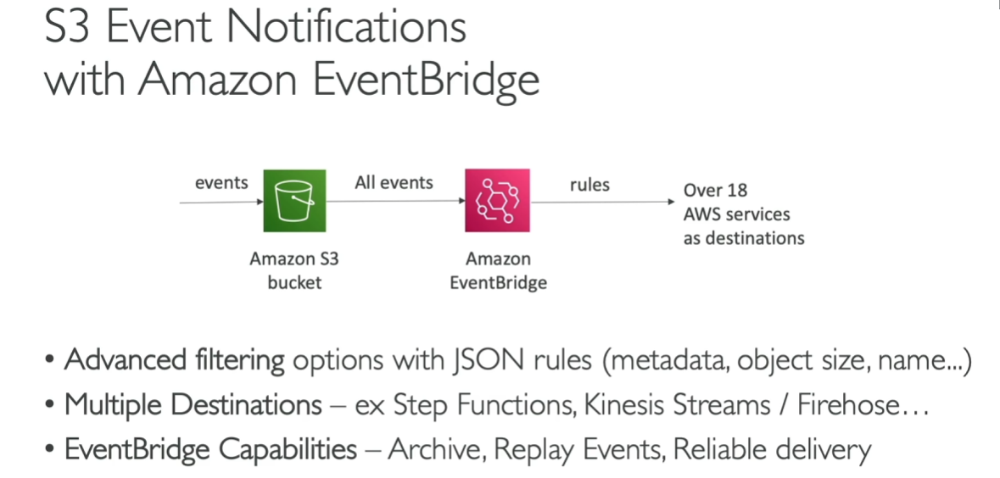 S3 Event Notifications
with Amazon EventBridge
events
All events
rules
Over 18
AWS services
as destinations
Amazon S3
bucket
Amazon
EventBridge
• Advanced filtering options with JSON rules (metadata, object size, name...)
• Multiple Destinations – ex Step Functions, Kinesis Streams / Firehose…
• EventBridge Capabilities – Archive, Replay Events, Reliable delivery